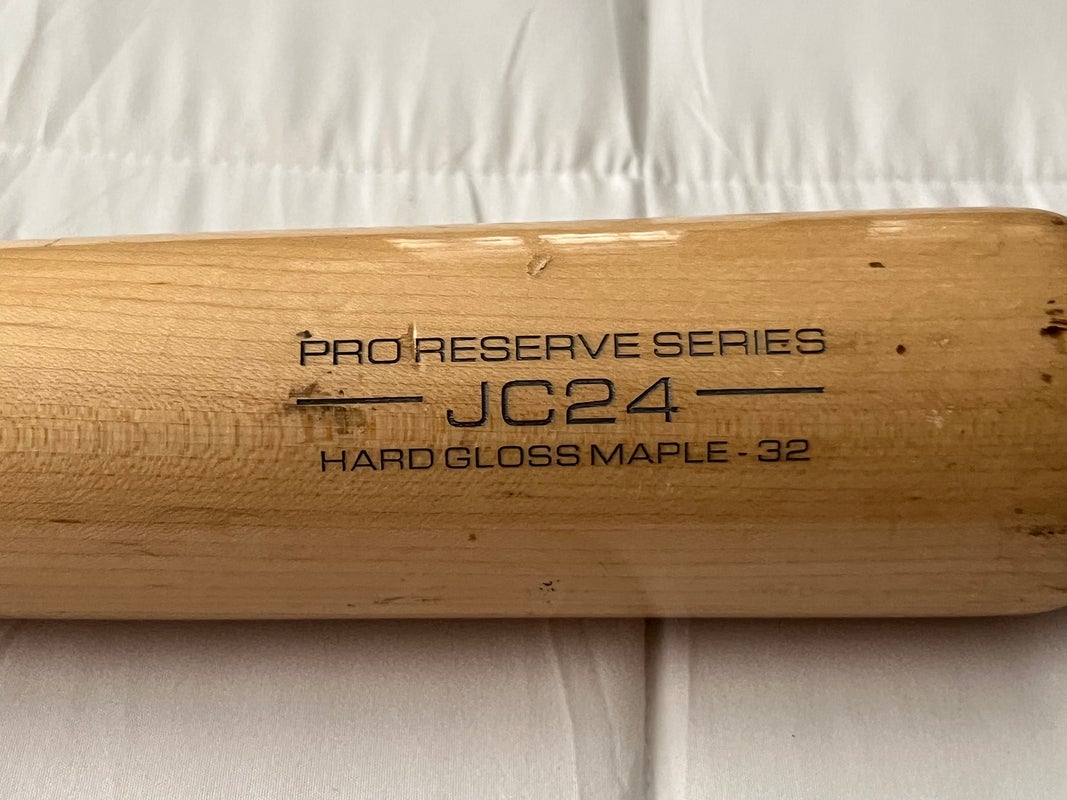 PRO RESERVE SERIES
JC24
HARD GLOSS MAPLE - 32